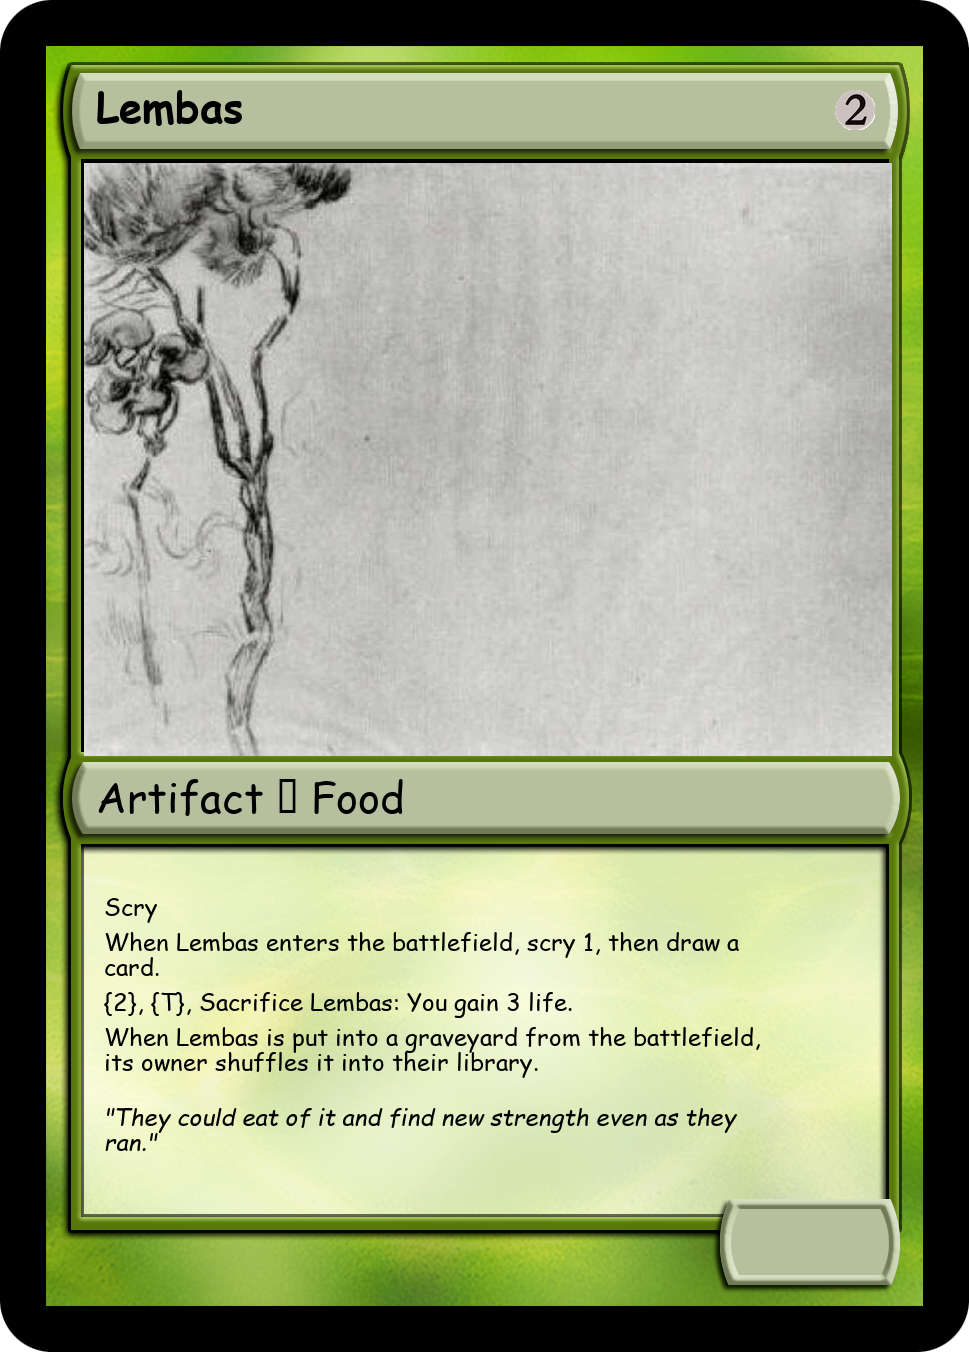 Lembas
2
Artifact ▯ Food
Scry
When Lembas enters the battlefield, scry 1, then draw a
card.
{2}, {T}, Sacrifice Lembas: You gain 3 life.
When Lembas is put into a graveyard from the battlefield,
its owner shuffles it into their library.
"They could eat of it and find new strength even as they
ran."